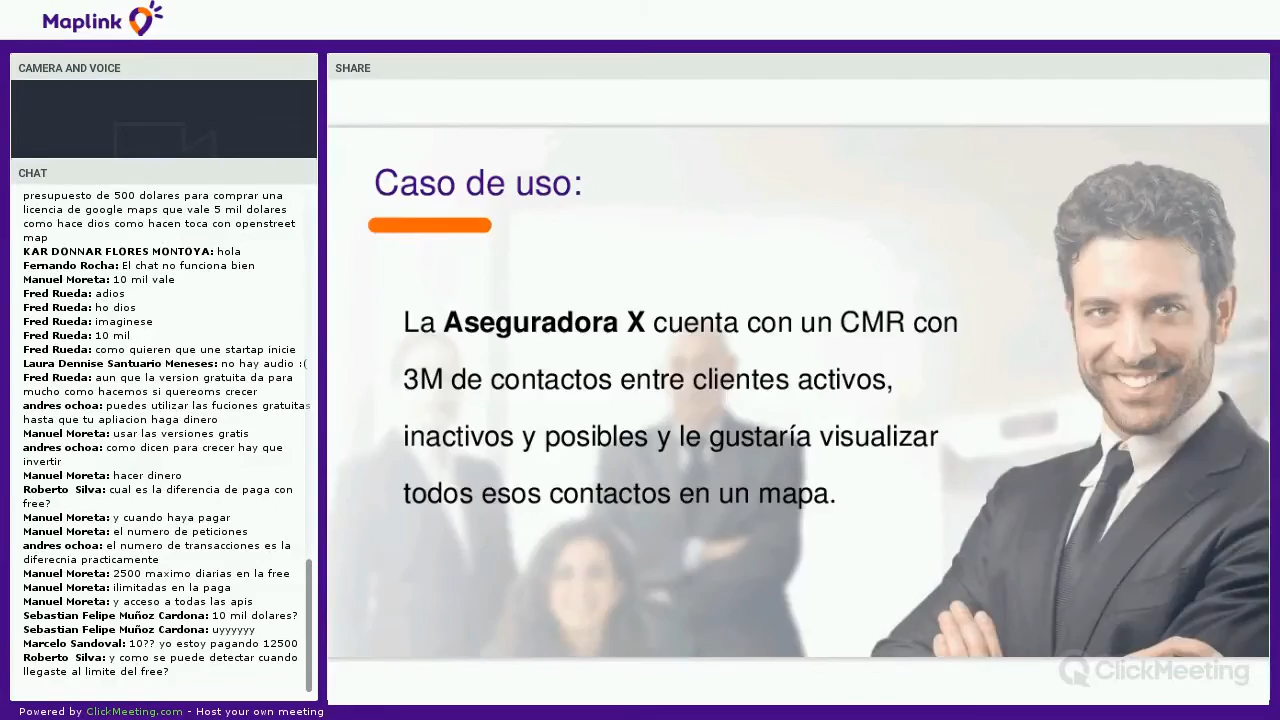 Maplink
CAMERA AND VOICE
CHAT
presupuesto de 500 dolares para comprar una
licencia de google maps que vale 5 mil dolares
como hace dios como hacen toca con openstreet
map
KAR DONNAR FLORES MONTOYA: hola
Fernando Rocha: El chat no funciona bien
Manuel Moreta: 10 mil vale
Fred Rueda: adios
Fred Rueda: ho dios
Fred Rueda: imaginese
Fred Rueda: 10 mil
Fred Rueda: como quieren que une startap inicie
Laura Dennise Santuario Meneses: no hay audio :(
Fred Rueda: aun que la version gratuita da para
mucho como hacemos si quereoms crecer
andres ochoa: puedes utilizar las fuciones gratuitas
hasta que tu apliacion haga dinero
Manuel Moreta: usar las versiones gratis
andres ochoa: como dicen para crecer hay que
invertir
Manuel Moreta: hacer dinero
Roberto Silva: cual es la diferencia de paga con
free?
Manuel Moreta: y cuando haya pagar
Manuel Moreta: el numero de peticiones
andres ochoa: el numero de transacciones es la
diferecnia practicamente
Manuel Moreta: 2500 maximo diarias en la free
Manuel Moreta: ilimitadas en la paga
Manuel Moreta: y acceso a todas las apis
Sebastian Felipe Muñoz Cardona: 10 mil dolares?
Sebastian Felipe Muñoz Cardona: uyyyyyy
Marcelo Sandoval: 10?? yo estoy pagando 12500
Roberto Silva: y como se puede detectar cuando
llegaste al limite del free?
Powered by ClickMeeting.com - Host your own meeting
SHARE
Caso de uso:
La Aseguradora X cuenta con un CMR con
3M de contactos entre clientes activos,
inactivos y posibles y le gustaría visualizar
todos esos contactos en un mapa.
ClickMeeting